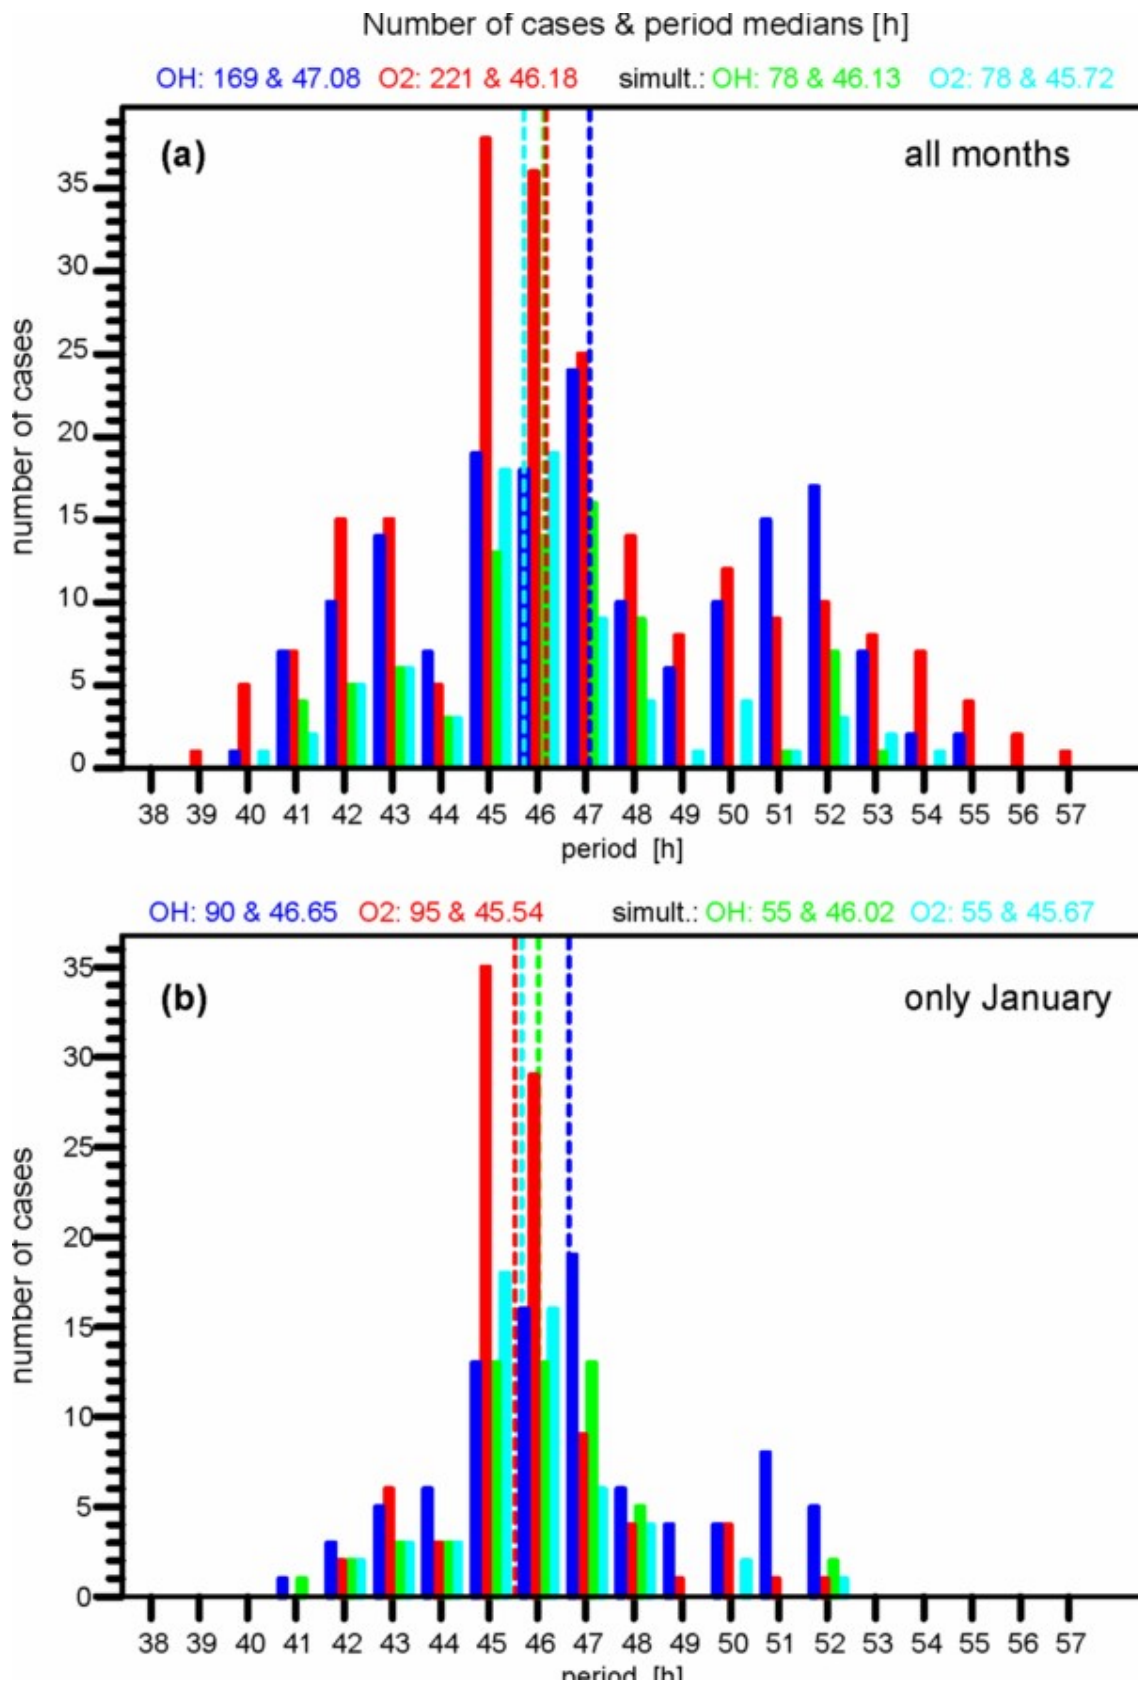 Number of cases & period medians [h]
OH: 169 & 47.08 O2: 221 & 46.18 simult.: OH: 78 & 46.13 O2: 78 & 45.72
(a) all months
35
30
25
20
15
10
5
0
number of cases
38 39 40 41 42 43 44 45 46 47 48 49 50 51 52 53 54 55 56 57
period [h]
OH: 90 & 46.65 O2: 95 & 45.54 simult.: OH: 55 & 46.02 O2: 55 & 45.67
(b) only January
35
30
25
20
15
10
5
0
number of cases
38 39 40 41 42 43 44 45 46 47 48 49 50 51 52 53 54 55 56 57
period [h]